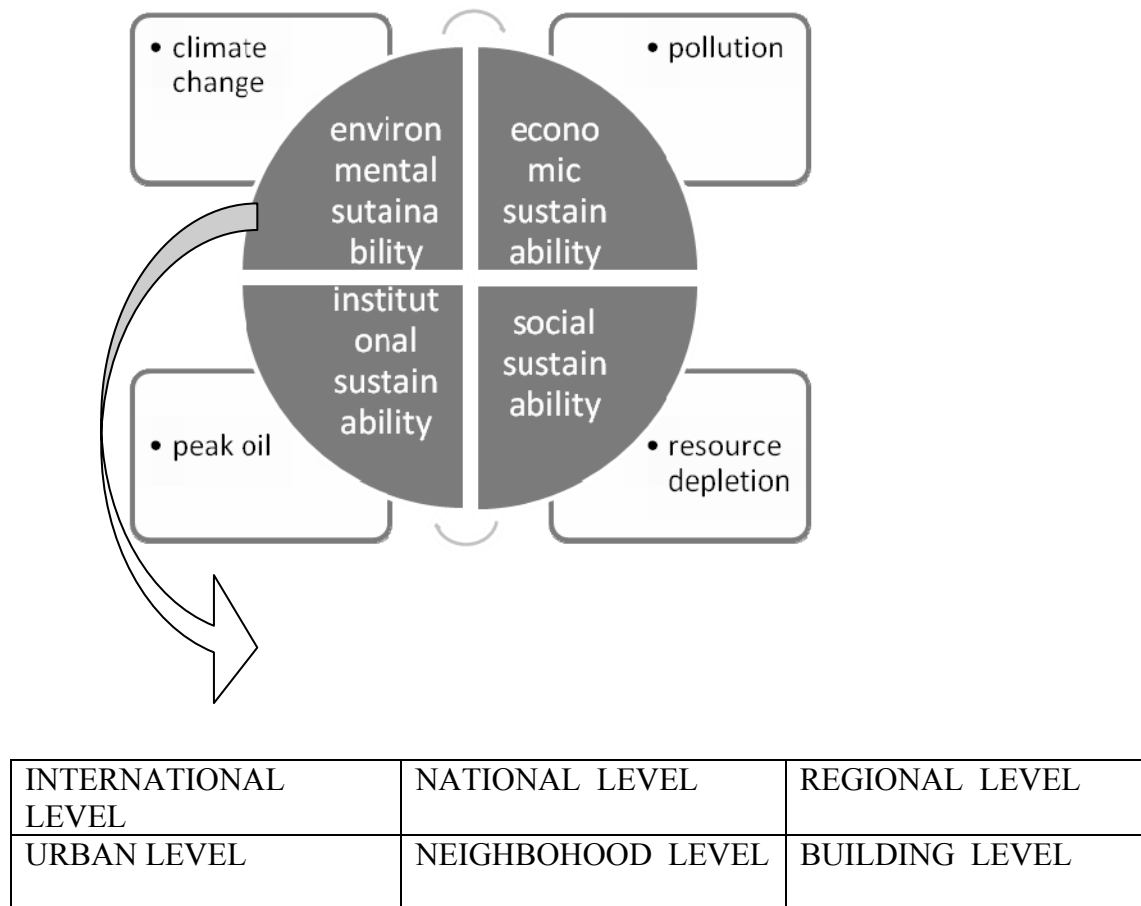 • climate
change
• pollution
environ
mental
sutaina
bility
econo
mic
sustain
ability
institut
onal
sustain
ability
social
sustain
ability
• peak oil
• resource
depletion
INTERNATIONAL
LEVEL
NATIONAL LEVEL
REGIONAL LEVEL
URBAN LEVEL
NEIGHBOHOOD LEVEL
BUILDING LEVEL